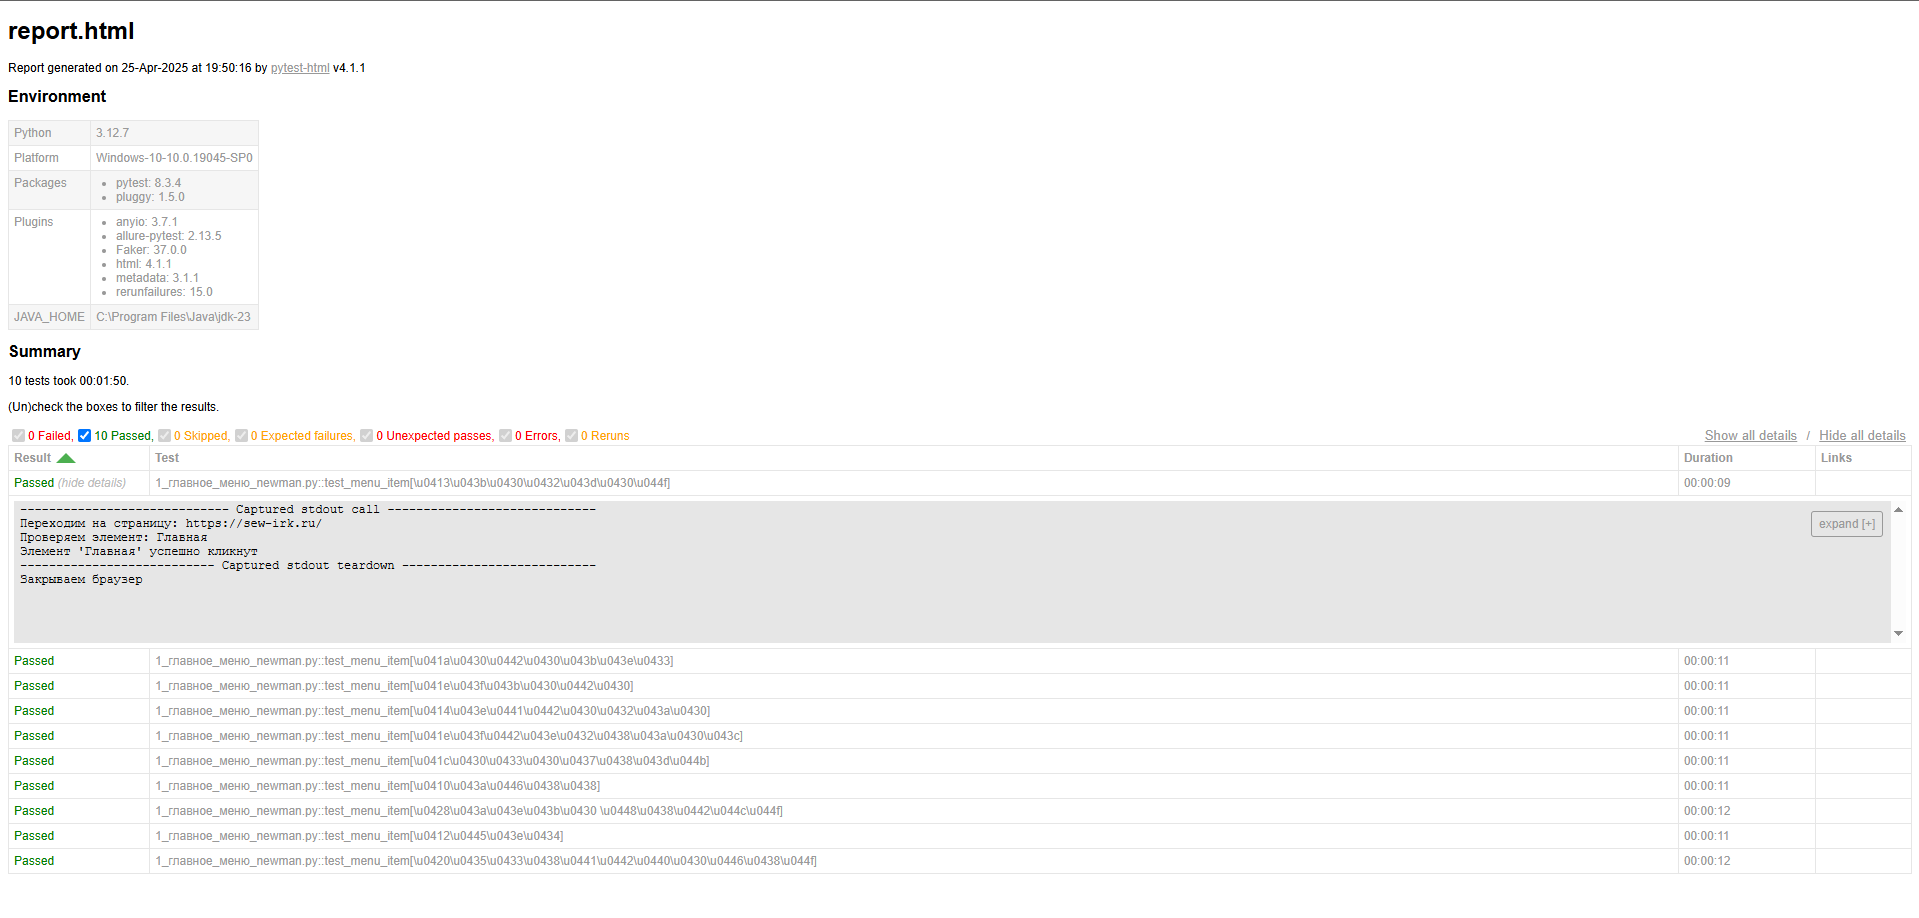 report.html
Report generated on 25-Apr-2025 at 19:50:16 by pytest-html v4.1.1
Environment
Python 3.12.7
Platform Windows-10-10.0.19045-SP0
Packages
pytest: 8.3.4
pluggy: 1.5.0
Plugins
anyio: 3.7.1
allure-pytest: 2.13.5
Faker: 37.0.0
html: 4.1.1
metadata: 3.1.1
rerunfailures: 15.0
JAVA_HOME C:\Program Files\Java\jdk-23
Summary
10 tests took 00:01:50.
(Un)check the boxes to filter the results.
0 Failed, 10 Passed, 0 Skipped, 0 Expected failures, 0 Unexpected passes, 0 Errors, 0 Reruns Show all details / Hide all details
Result Test Duration Links
Passed (hide details) 1_главное_меню_newman.py::test_menu_item[\u0413\u043b\u0430\u0432\u043d\u0430\u044f] 00:00:09
----------------------------- Captured stdout call -----------------------------
Переходим на страницу: https://sew-irk.ru/
expand [+]
Проверяем элемент: Главная
Элемент 'Главная' успешно кликнут
--------------------------- Captured stdout teardown ---------------------------
Закрываем браузер
Passed 1_главное_меню_newman.py::test_menu_item[\u041a\u0430\u0442\u0430\u043b\u043e\u0433] 00:00:11
Passed 1_главное_меню_newman.py::test_menu_item[\u041e\u043f\u043b\u0430\u0442\u0430] 00:00:11
Passed 1_главное_меню_newman.py::test_menu_item[\u0414\u043e\u0441\u0442\u0430\u0432\u043a\u0430] 00:00:11
Passed 1_главное_меню_newman.py::test_menu_item[\u041e\u043f\u0442\u043e\u0432\u0438\u043a\u0430\u043c] 00:00:11
Passed 1_главное_меню_newman.py::test_menu_item[\u041c\u0430\u0433\u0430\u0437\u0438\u043d\u044b] 00:00:11
Passed 1_главное_меню_newman.py::test_menu_item[\u0410\u043a\u0446\u0438\u0438] 00:00:11
Passed 1_главное_меню_newman.py::test_menu_item[\u0428\u043a\u043e\u043b\u0430 \u0448\u0438\u0442\u044c\u044f] 00:00:12
Passed 1_главное_меню_newman.py::test_menu_item[\u0412\u0445\u043e\u0434] 00:00:11
Passed 1_главное_меню_newman.py::test_menu_item[\u0420\u0435\u0433\u0438\u0441\u0442\u0440\u0430\u0446\u0438\u044f] 00:00:12